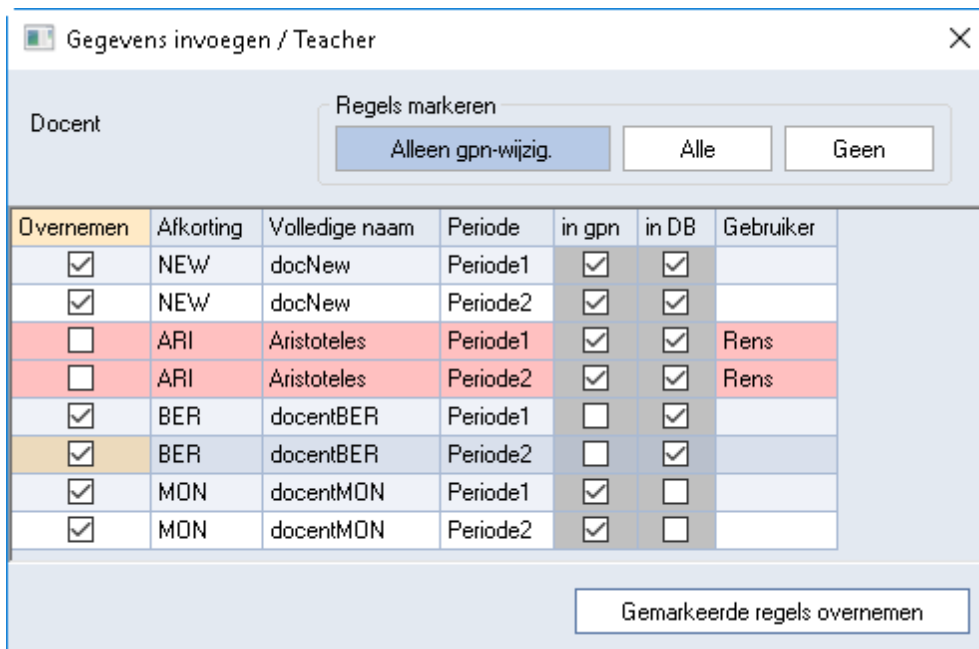 Gegevens invoegen / Teacher
Docent
Regels markeren
Alleen gpn-wijzig. Alle Geen
Overnemen Afkorting Volledige naam Periode in gpn in DB Gebruiker
NEW docNew Periode1
NEW docNew Periode2
ARI Aristoteles Periode1 Rens
ARI Aristoteles Periode2 Rens
BER docentBER Periode1
BER docentBER Periode2
MON docentMON Periode1
MON docentMON Periode2
Gemarkeerde regels overnemen